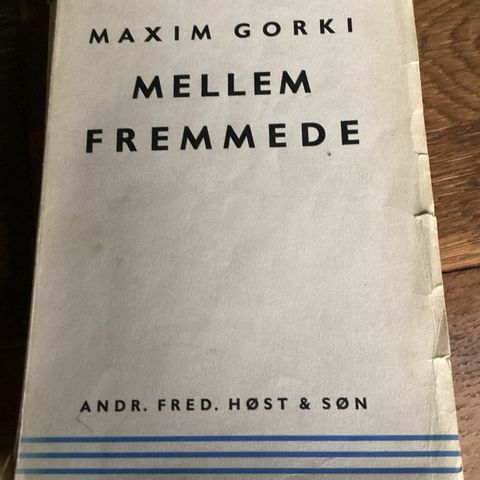 MAXIM GORKI
MELLEM
FREMMEDE
ANDR. FRED. HØST & SØN